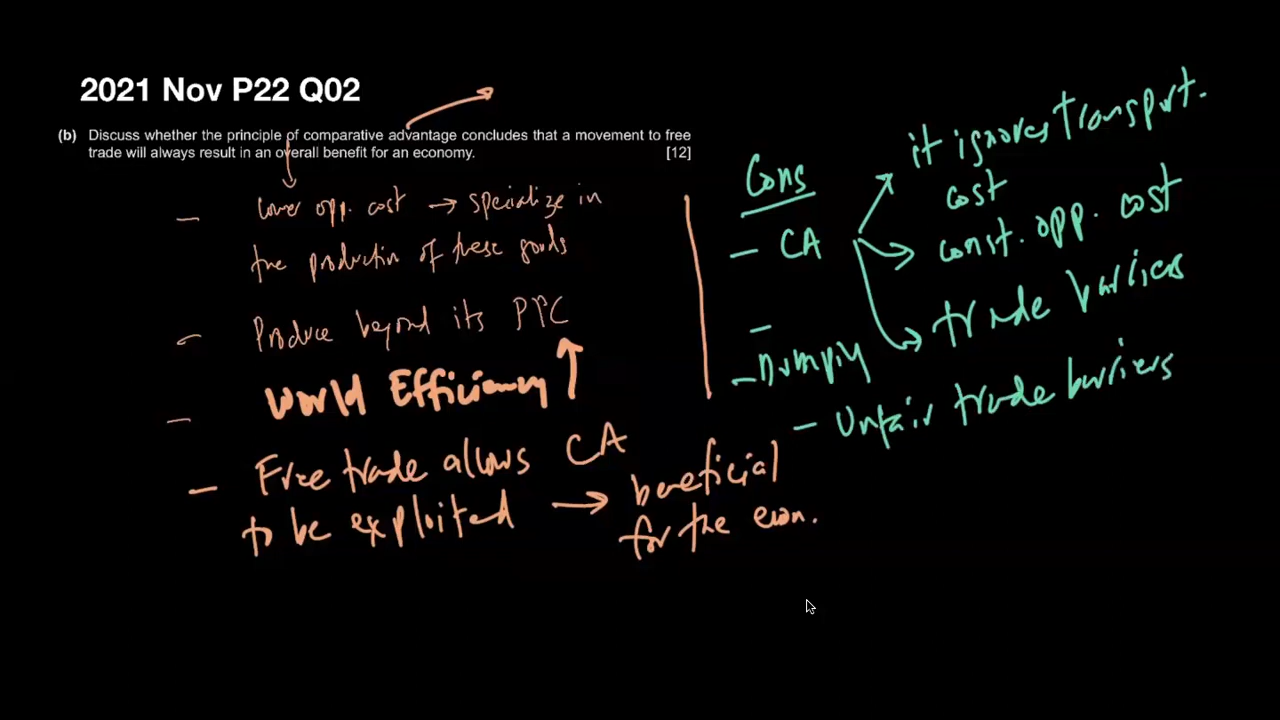 2021 Nov P22 Q02
(b) Discuss whether the principle of comparative advantage concludes that a movement to free
trade will always result in an overall benefit for an economy. [12]
- lower opp. cost → specialize in
the production of these goods
- Produce beyond its PPC
- World Efficiency ↑
- Free trade allows CA
to be exploited → beneficial
for the econ.
Cons
- CA
it ignores transport.
cost
const. opp. cost
trade barriers
-
- Dumping
- Unfair trade barriers